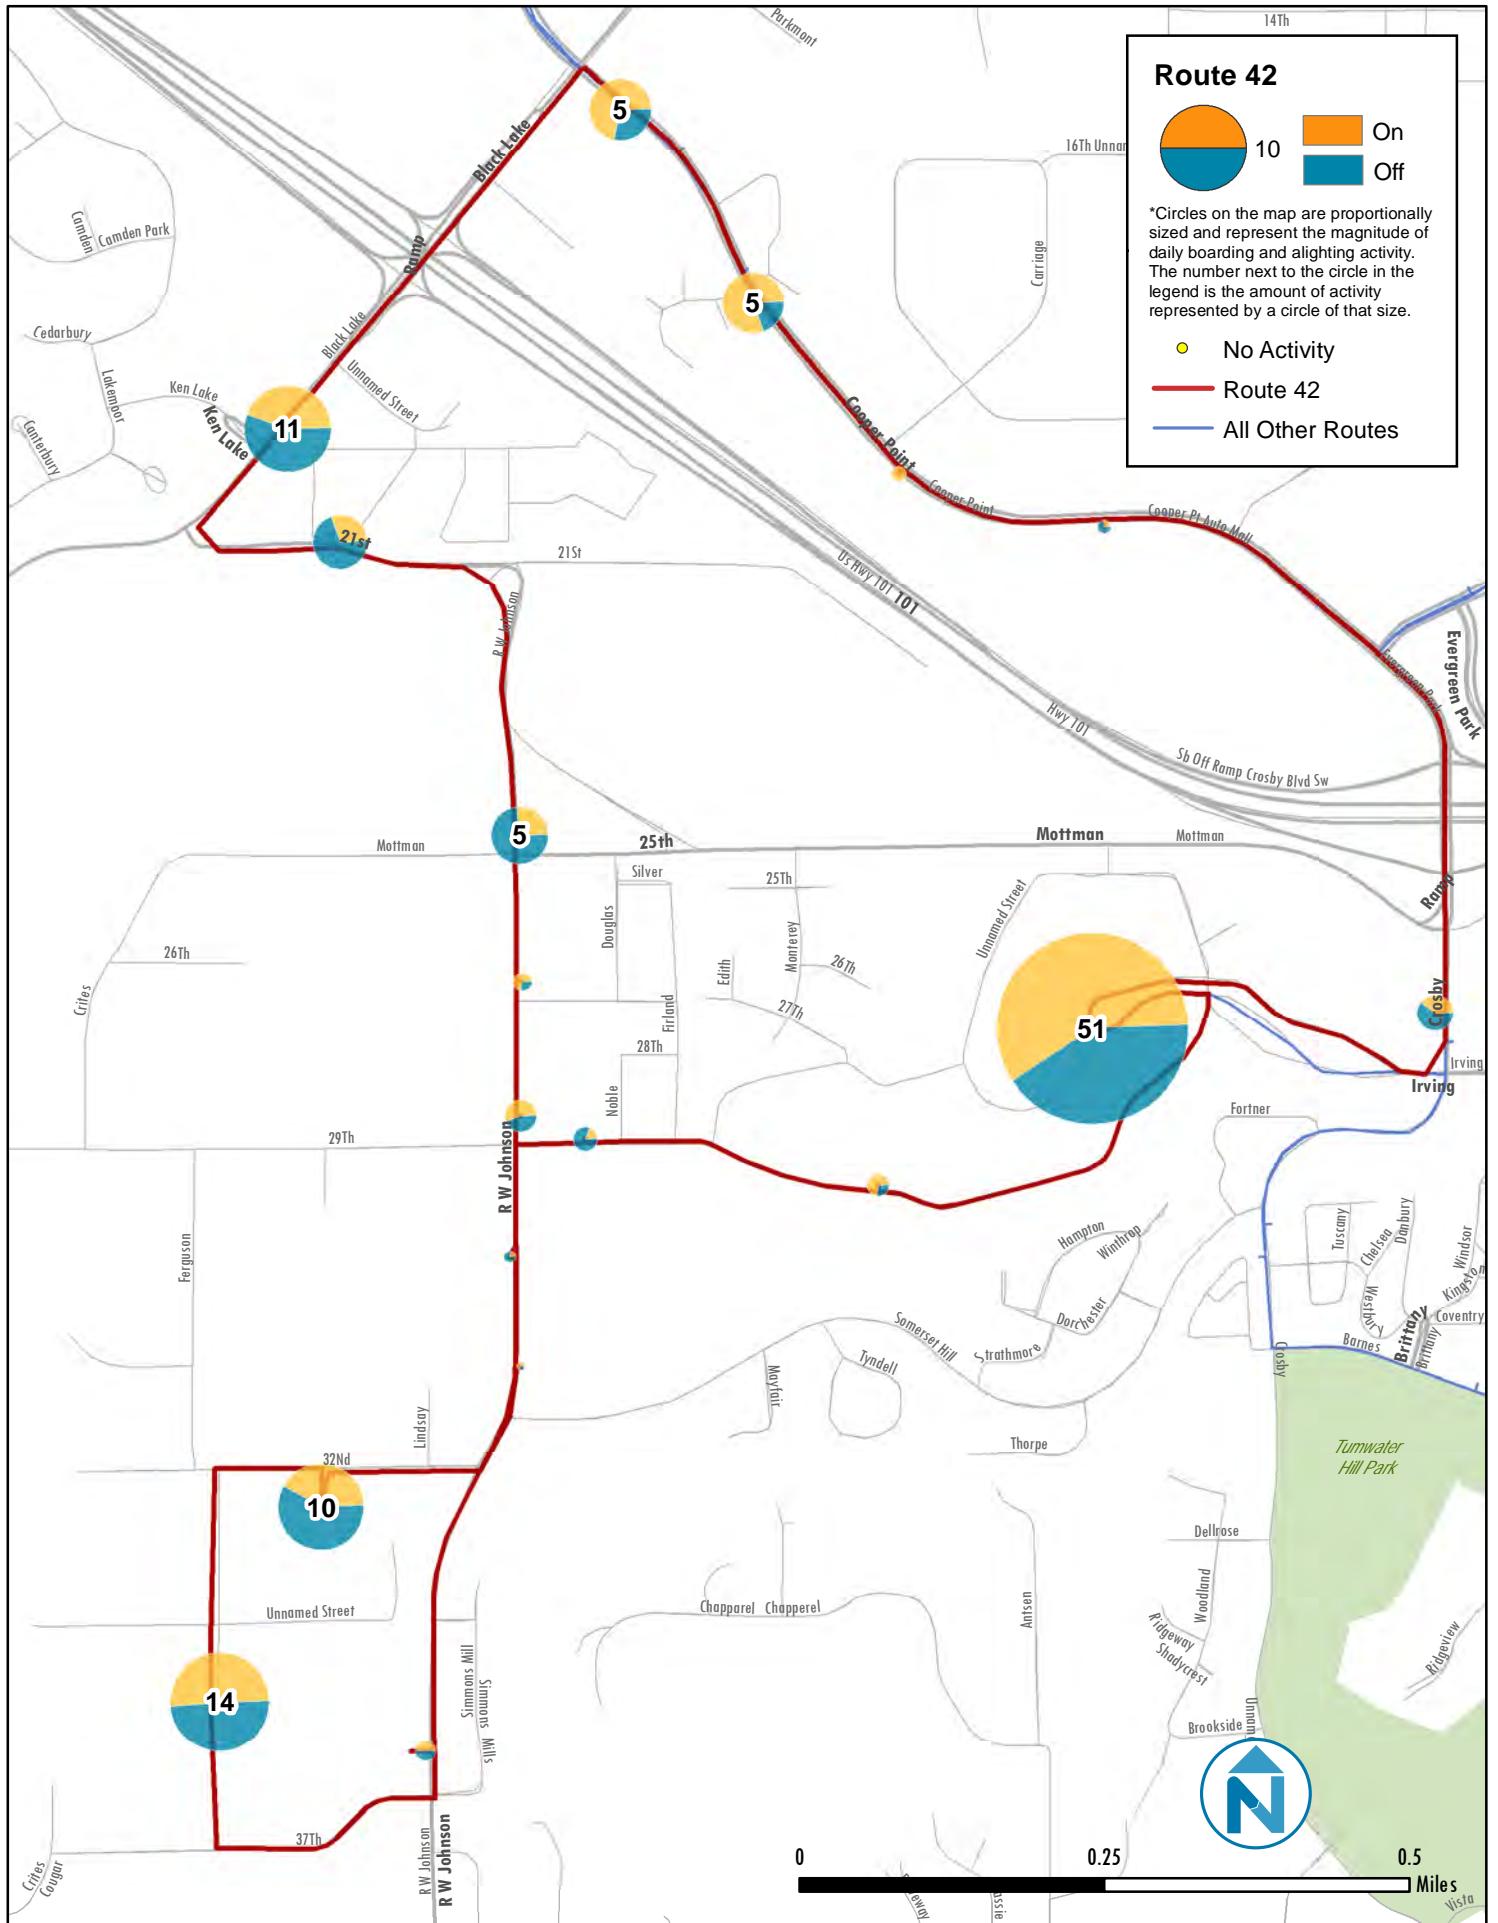 Parkmont
14Th
Route 42
10
On
Off
*Circles on the map are proportionally
sized and represent the magnitude of
daily boarding and alighting activity.
The number next to the circle in the
legend is the amount of activity
represented by a circle of that size.
No Activity
Route 42
All Other Routes
5
Black Lake
16Th Unnar
Camden
Camden Park
Ramp
Carriage
5
Black Lake
Cedarbury
Unnamed Street
Lakemoor
Ken Lake
Ken Lake
11
Canterbury
Cooper Point
Cooper Point
Cooper Pt Auto Mall
21st
21St
Us Hwy 101
101
R W Johnson
Evergreen Park
Evergreen Park
Hwy 101
Sb Off Ramp Crosby Blvd Sw
5
Mottman
25th
Mottman
Mottman
Silver
25Th
Ramp
Unnamed Street
Douglas
Monterey
26Th
Edith
26Th
Crites
Firland
27Th
Crosby
51
28Th
Noble
Irving
Irving
Fortner
29Th
R W Johnson
Ferguson
Hampton
Winthrop
Tuscany
Chelsea
Danbury
Windsor
Kingston
Westbury
Coventry
Dorchester
Somerset Hill
Strathmore
Barnes
Brittany
Brittany
Crosby
Tyndell
Mayfair
Lindsay
Thorpe
32Nd
Tumwater
Hill Park
10
Dellrose
Woodland
Antsen
Chapparel
Chapperel
Unnamed Street
Ridgeway
Shadycrest
Ridgeview
Simmons Mill
Simmons Mills
14
Unnam
Brookside
N
37Th
R W Johnson
R W Johnson
Crites
Cougar
0
0.25
0.5
Miles
eway
assie
Vista